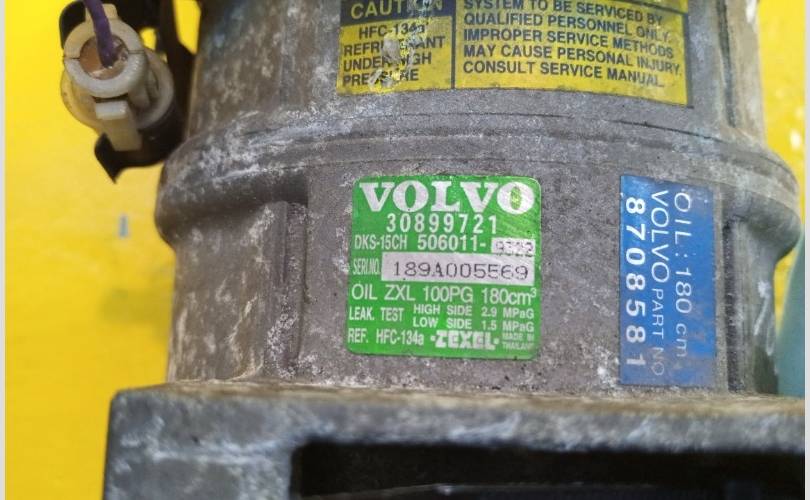 CAUTION
HFC-134a
REFRIGERANT
UNDER HIGH
PRESSURE
SYSTEM TO BE SERVICED BY
QUALIFIED PERSONNEL ONLY.
IMPROPER SERVICE METHODS
MAY CAUSE PERSONAL INJURY.
CONSULT SERVICE MANUAL.
VOLVO
30899721
DKS-15CH 506011-9322
SERI.NO. 189A005569
OIL ZXL 100PG 180cm³
LEAK. TEST HIGH SIDE 2.9 MPaG
LOW SIDE 1.5 MPaG
REF. HFC-134a -ZEXEL- MADE IN THAILAND
OIL : 180 cm
VOLVO PART NO
8708581